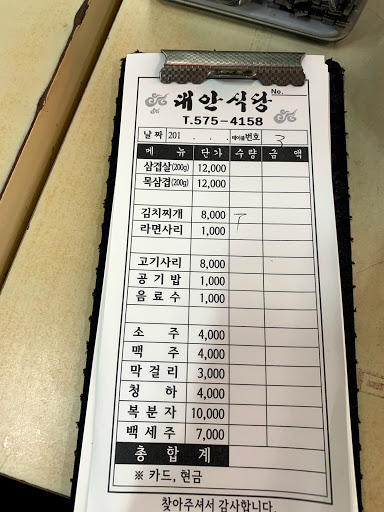 대안식당 No.
T.575-4158
날 짜 201 . . . 테이블번호 3
메 뉴 단가 수량 금 액
삼겹살(200g) 12,000
목삼겹(200g) 12,000
김치찌개 8,000
라면사리 1,000
고기사리 8,000
공 기 밥 1,000
음 료 수 1,000
소 주 4,000
맥 주 4,000
막 걸 리 3,000
청 하 4,000
복 분 자 10,000
백 세 주 7,000
총 합 계
※ 카드, 현금
찾아주셔서 감사합니다.